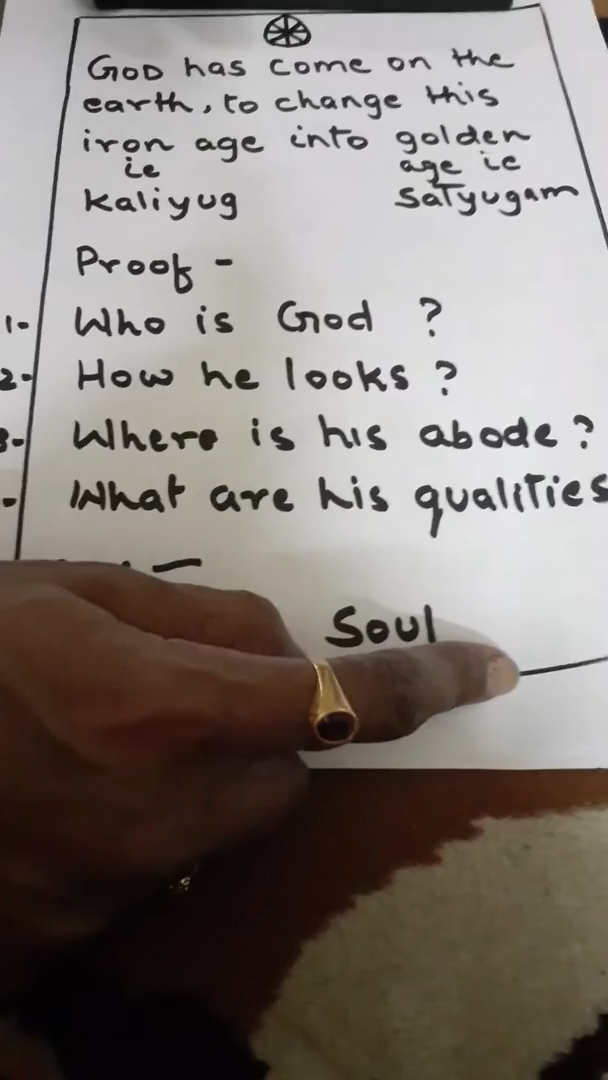 GOD has come on the
earth, to change this
iron age into golden
ie age ie
Kaliyug Satyugam
Proof -
1- Who is God ?
2- How he looks ?
3- Where is his abode?
- What are his qualities
Soul